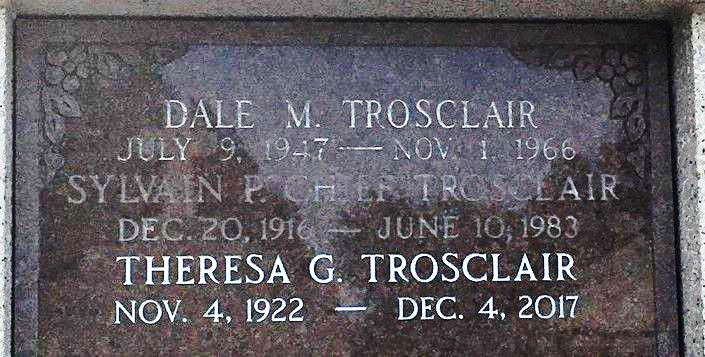 DALE M. TROSCLAIR
JULY 9, 1947 — NOV. 1, 1966
SYLVAIN P. "CHIEF" TROSCLAIR
DEC. 20, 1916 — JUNE 10, 1983
THERESA G. TROSCLAIR
NOV. 4, 1922 — DEC. 4, 2017